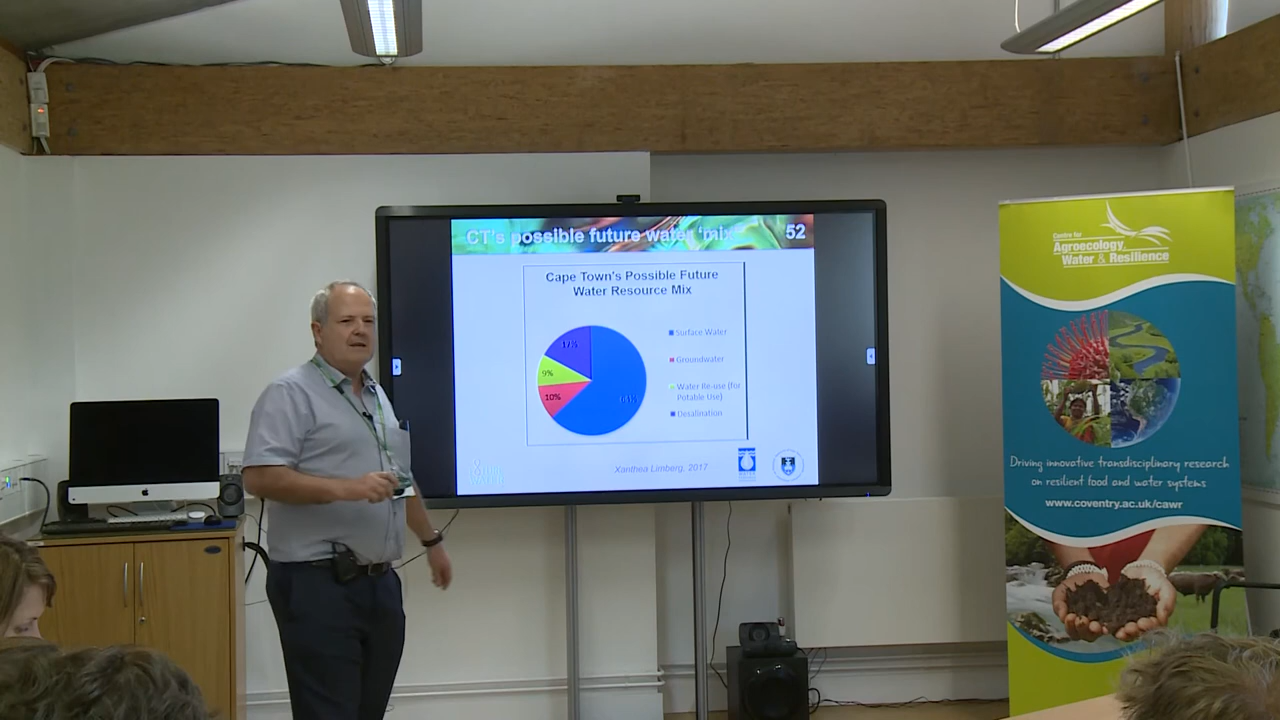 CT's possible future water 'mix'
52
Cape Town's Possible Future
Water Resource Mix
17%
9%
10%
64%
Surface Water
Groundwater
Water Re-use (for
Potable Use)
Desalination
Xanthea Limberg, 2017
Centre for
Agroecology,
Water & Resilience
Driving innovative transdisciplinary research
on resilient food and water systems
www.coventry.ac.uk/cawr